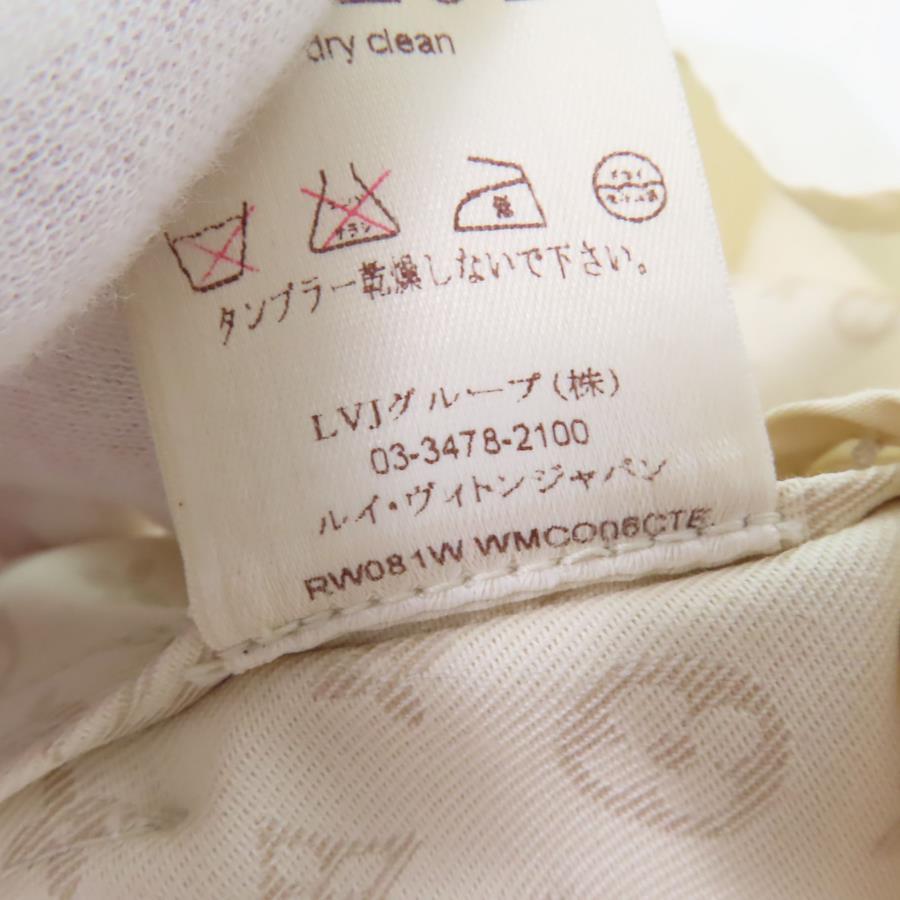 dry clean
タンブラー乾燥しないで下さい。
LVJグループ(株)
03-3478-2100
ルイ・ヴィトンジャパン
RW081W WMCO06CTE